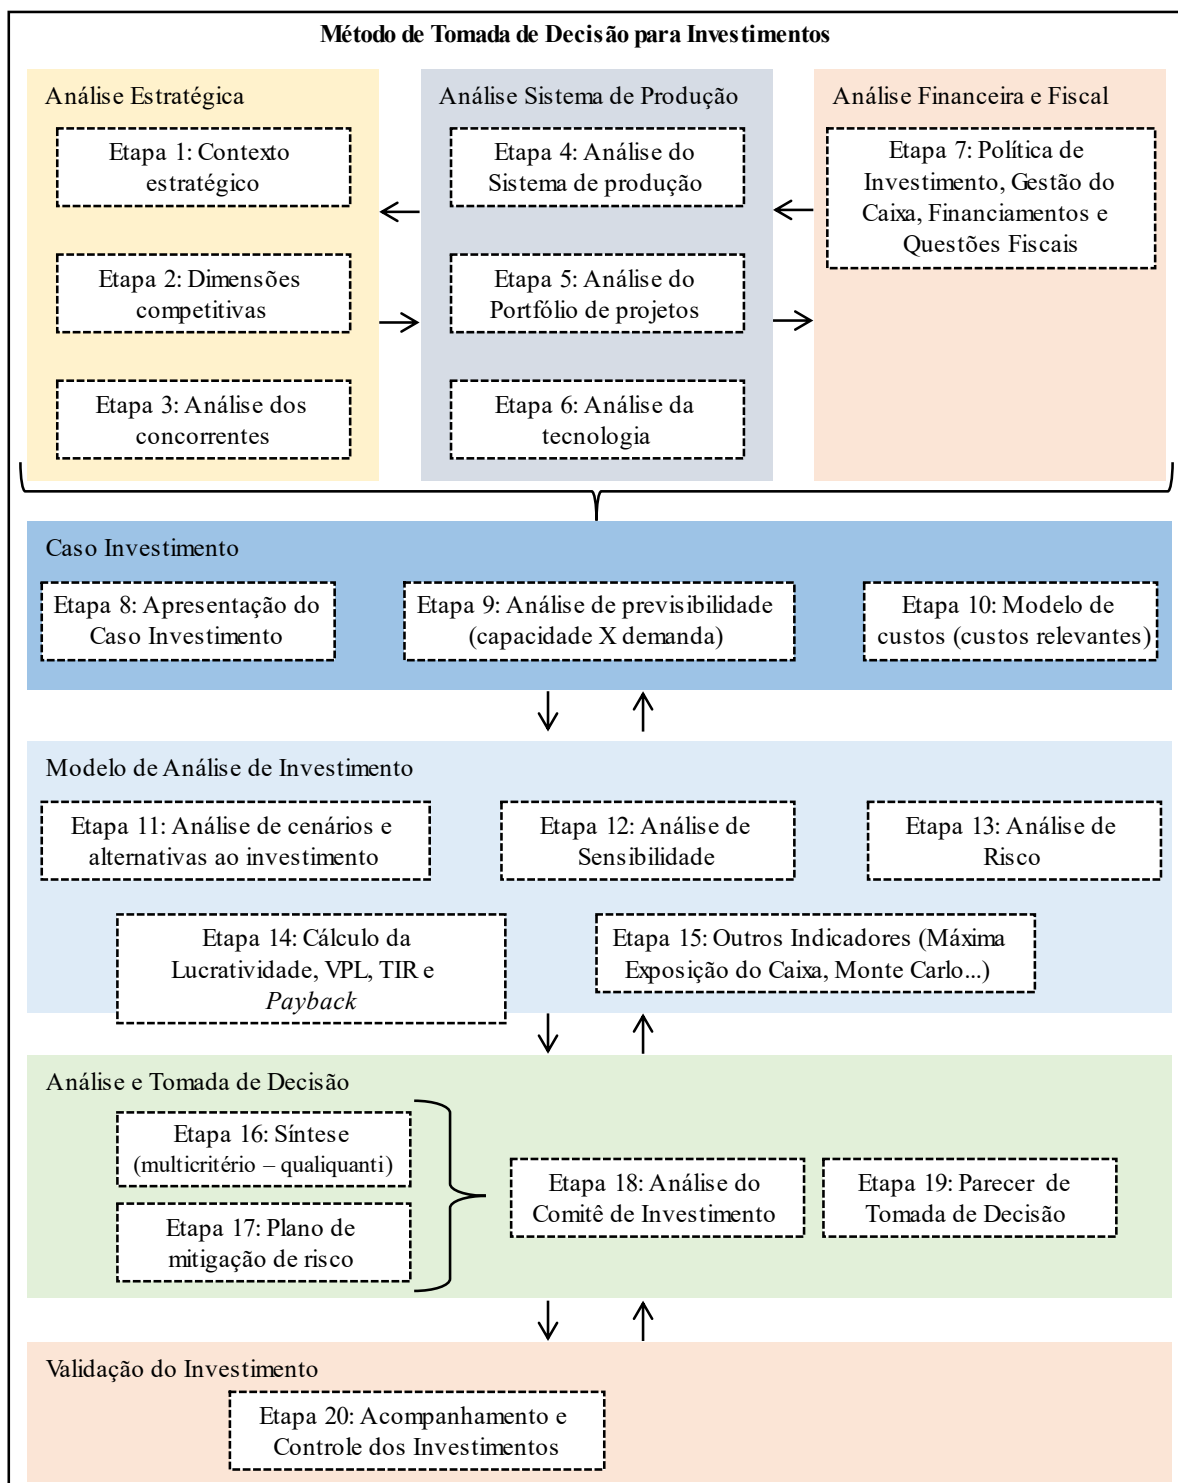 Método de Tomada de Decisão para Investimentos
Análise Estratégica
Etapa 1: Contexto
estratégico
Etapa 2: Dimensões
competitivas
Etapa 3: Análise dos
concorrentes
Análise Sistema de Produção
Etapa 4: Análise do
Sistema de produção
Etapa 5: Análise do
Portfólio de projetos
Etapa 6: Análise da
tecnologia
Análise Financeira e Fiscal
Etapa 7: Política de
Investimento, Gestão do
Caixa, Financiamentos e
Questões Fiscais
Caso Investimento
Etapa 8: Apresentação do
Caso Investimento
Etapa 9: Análise de previsibilidade
(capacidade X demanda)
Etapa 10: Modelo de
custos (custos relevantes)
Modelo de Análise de Investimento
Etapa 11: Análise de cenários e
alternativas ao investimento
Etapa 12: Análise de
Sensibilidade
Etapa 13: Análise de
Risco
Etapa 14: Cálculo da
Lucratividade, VPL, TIR e
Payback
Etapa 15: Outros Indicadores (Máxima
Exposição do Caixa, Monte Carlo...)
Análise e Tomada de Decisão
Etapa 16: Síntese
(multicritério – qualiquanti)
Etapa 17: Plano de
mitigação de risco
Etapa 18: Análise do
Comitê de Investimento
Etapa 19: Parecer de
Tomada de Decisão
Validação do Investimento
Etapa 20: Acompanhamento e
Controle dos Investimentos